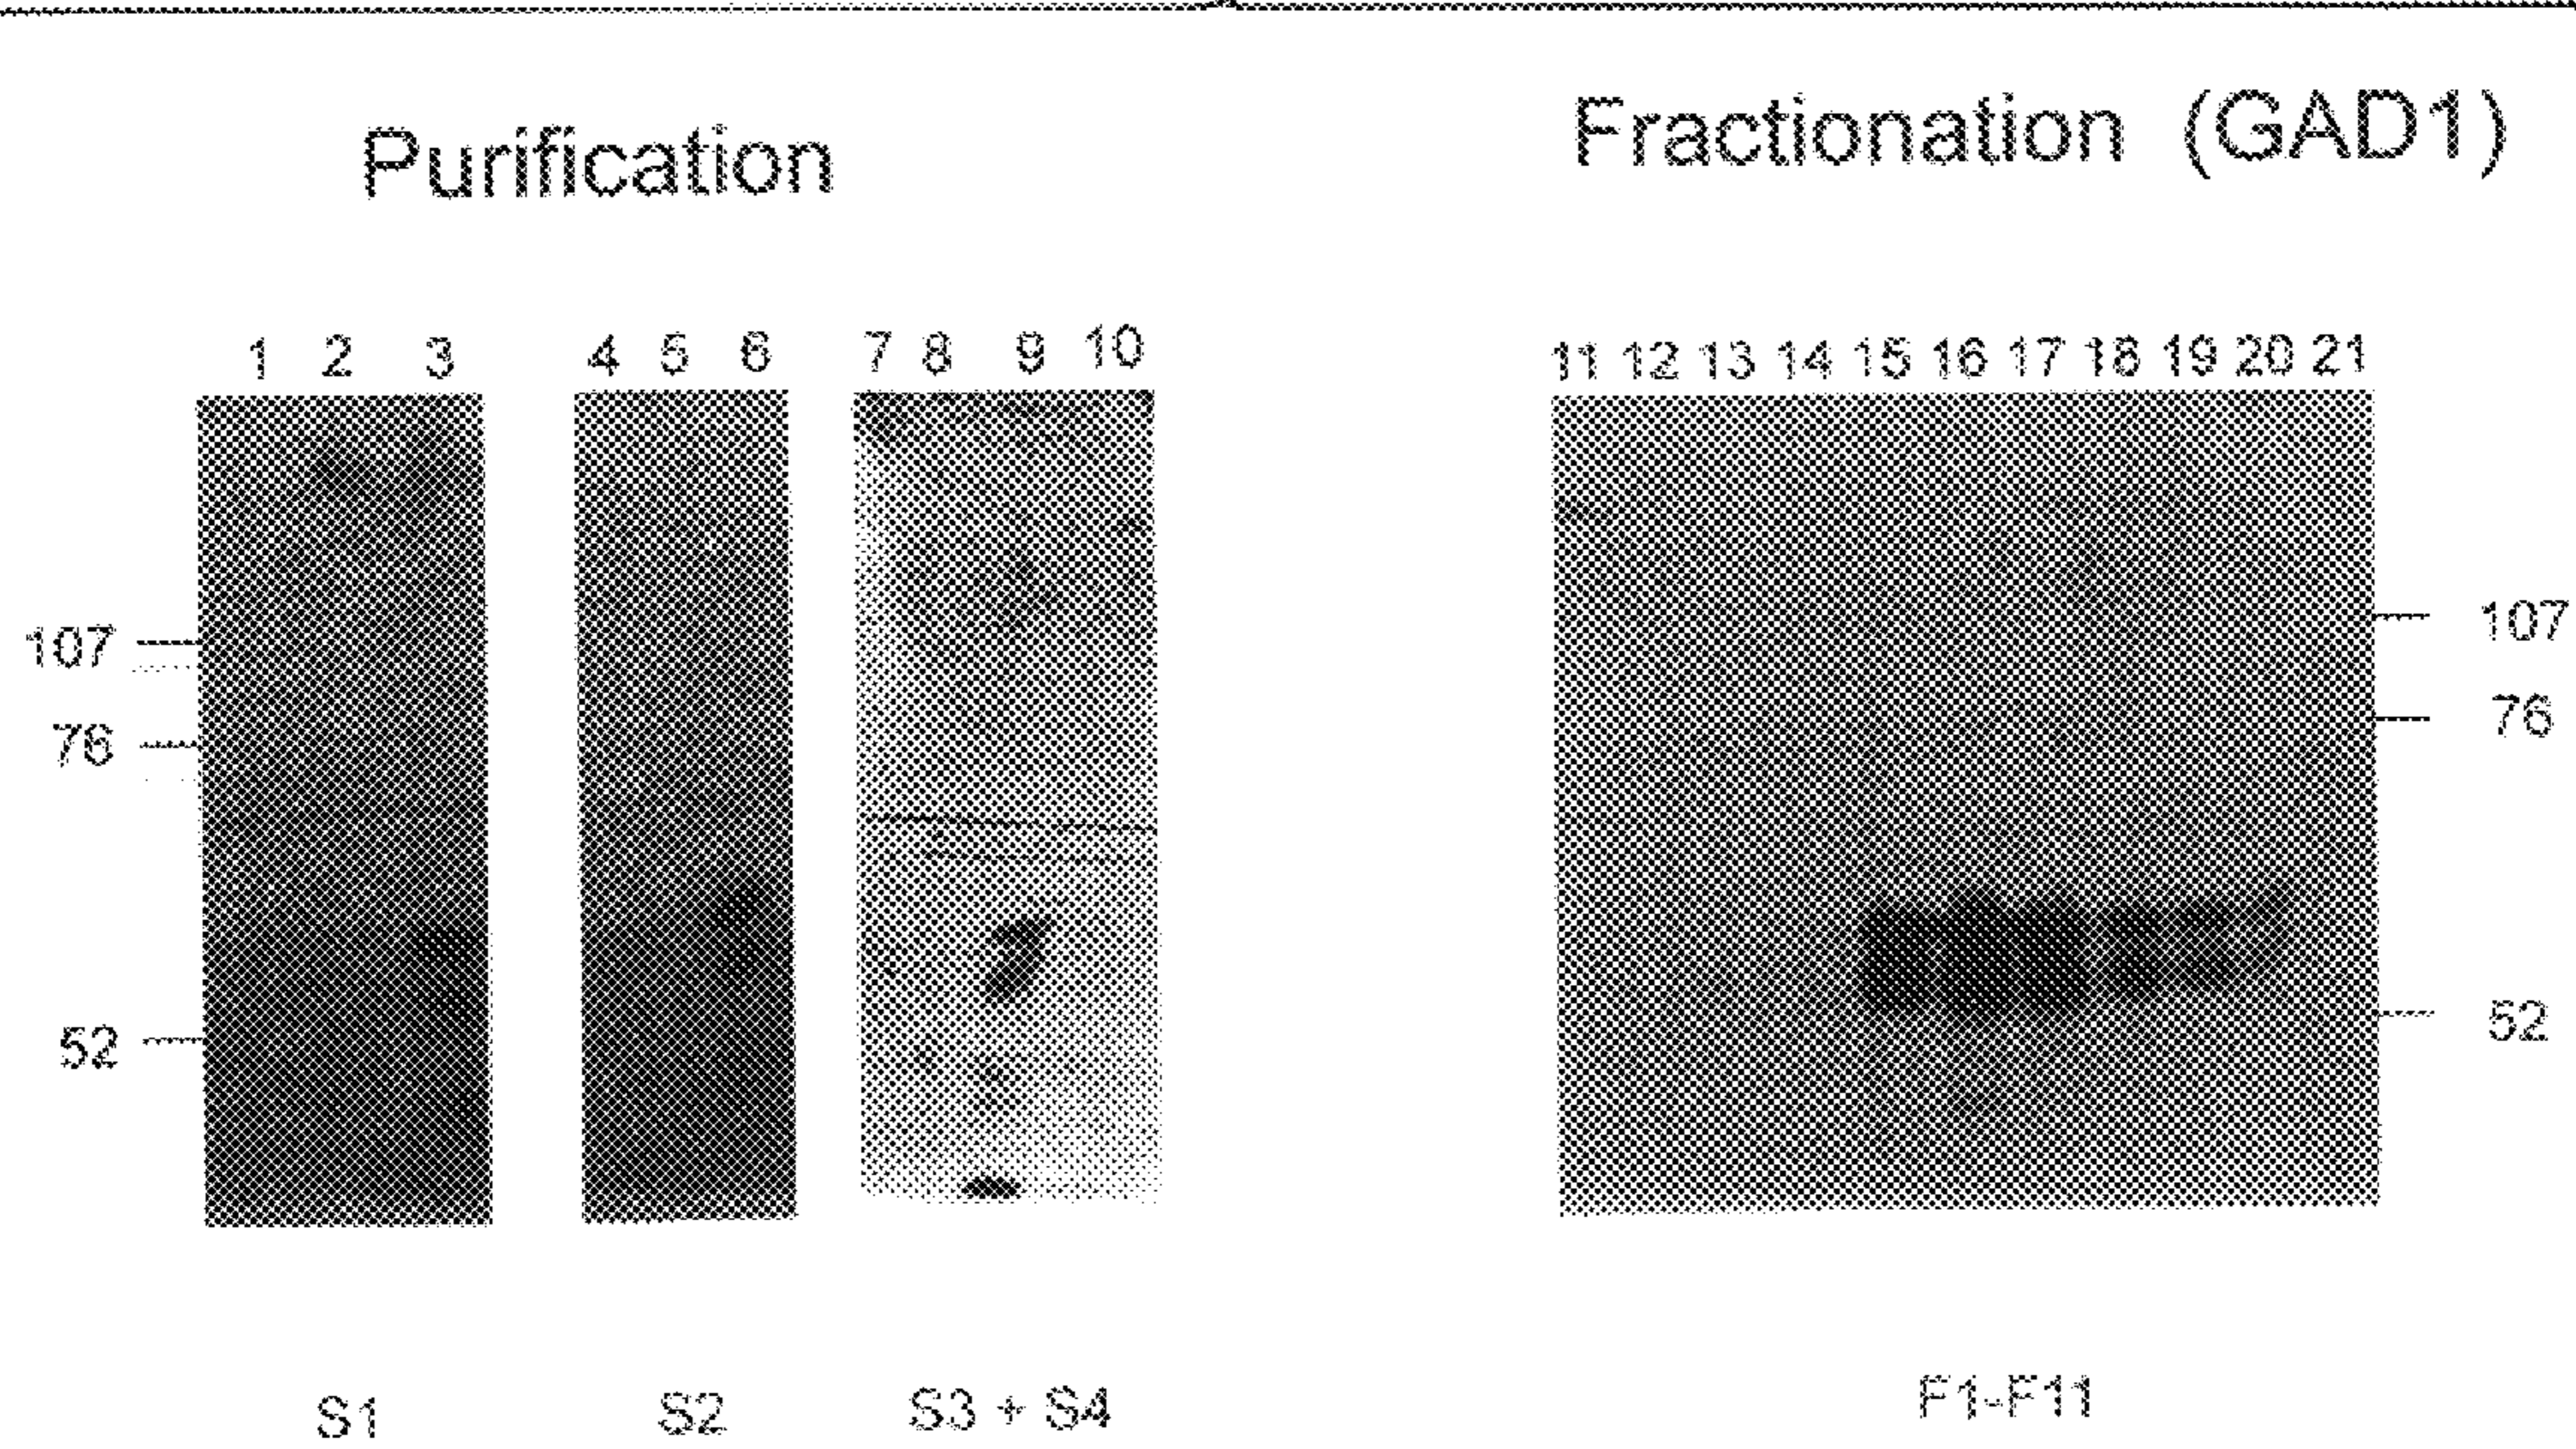 Purification
Fractionation (GAD1)
1 2 3 4 5 6 7 8 9 10
11 12 13 14 15 16 17 18 19 20 21
107
76
52
107
76
52
S1 S2 S3 + S4
F1-F11